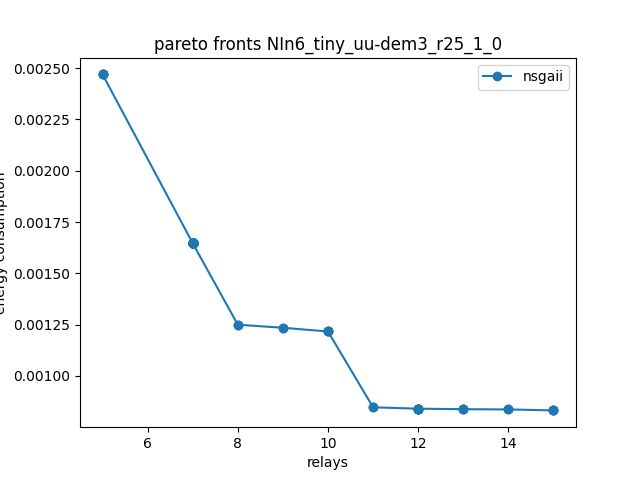 pareto fronts NIn6_tiny_uu-dem3_r25_1_0
nsgaii
0.00250
0.00225
0.00200
0.00175
0.00150
0.00125
0.00100
energy consumption
6 8 10 12 14
relays